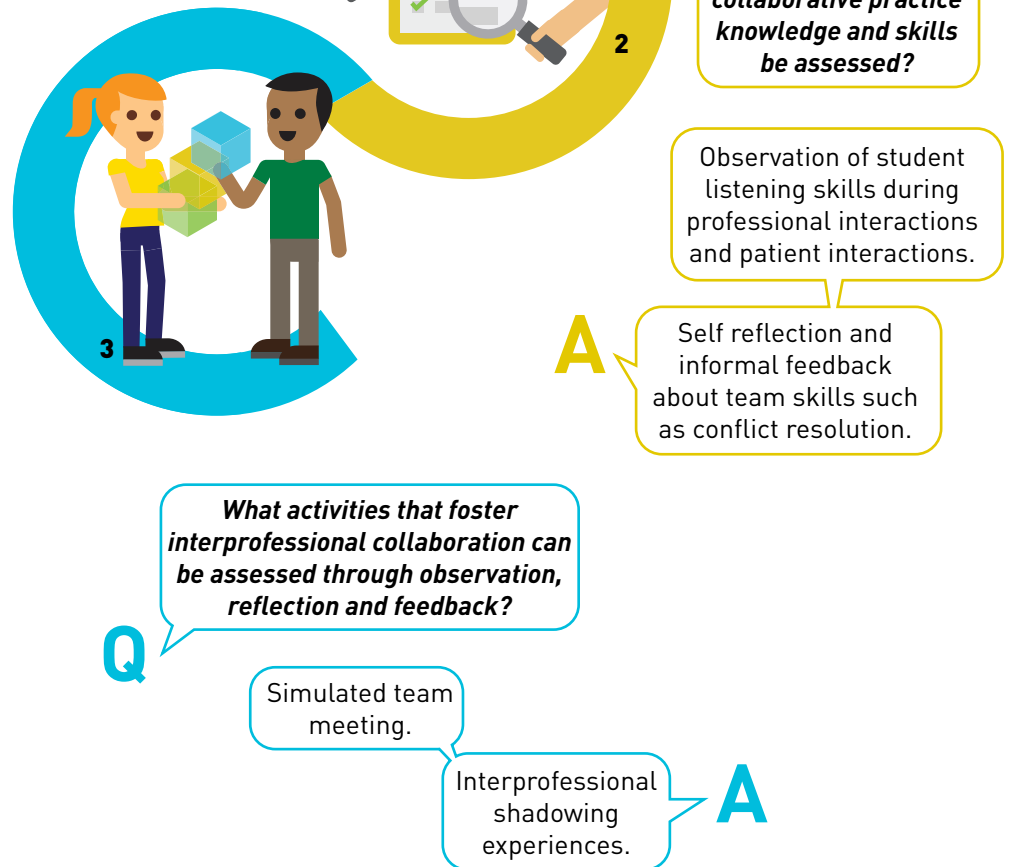 collaborative practice
knowledge and skills
be assessed?
2
Observation of student
listening skills during
professional interactions
and patient interactions.
A
Self reflection and
informal feedback
about team skills such
as conflict resolution.
3
What activities that foster
interprofessional collaboration can
be assessed through observation,
reflection and feedback?
Q
Simulated team
meeting.
Interprofessional
shadowing
experiences.
A